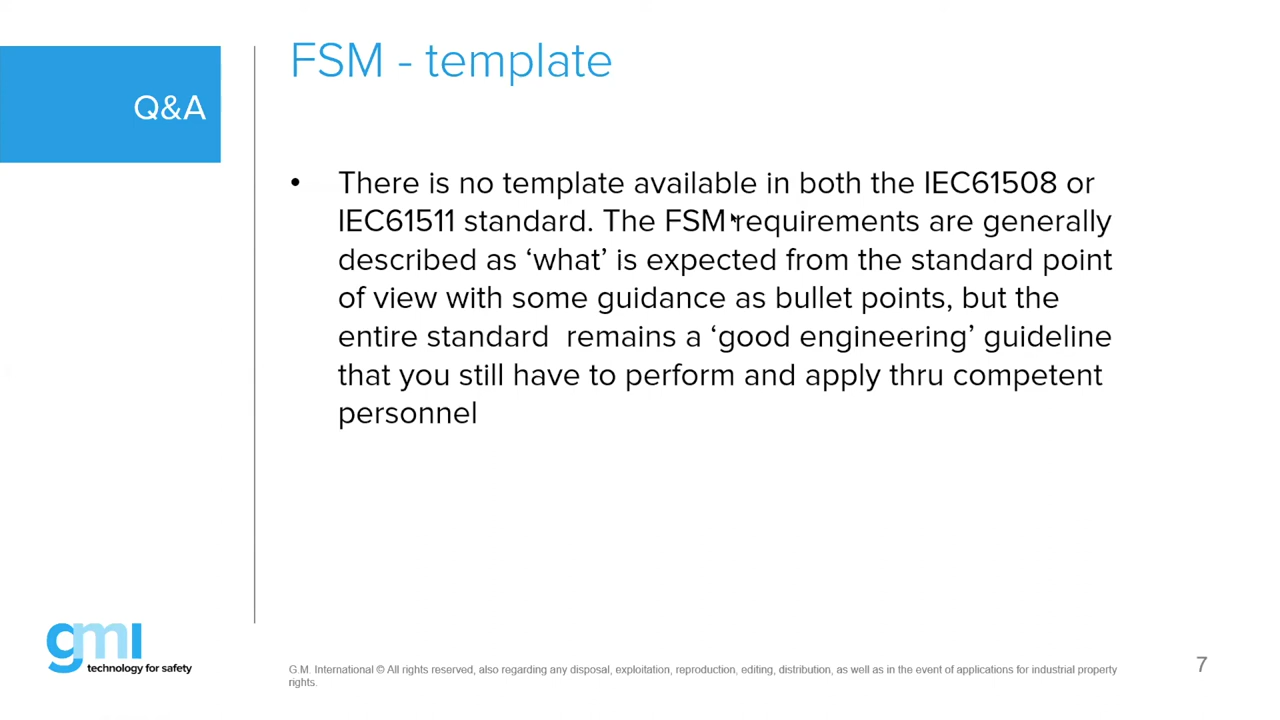 FSM - template
Q&A
• There is no template available in both the IEC61508 or
IEC61511 standard. The FSM requirements are generally
described as ‘what’ is expected from the standard point
of view with some guidance as bullet points, but the
entire standard  remains a ‘good engineering’ guideline
that you still have to perform and apply thru competent
personnel
gmi
technology for safety
G.M. International © All rights reserved, also regarding any disposal, exploitation, reproduction, editing, distribution, as well as in the event of applications for industrial property
rights.
7